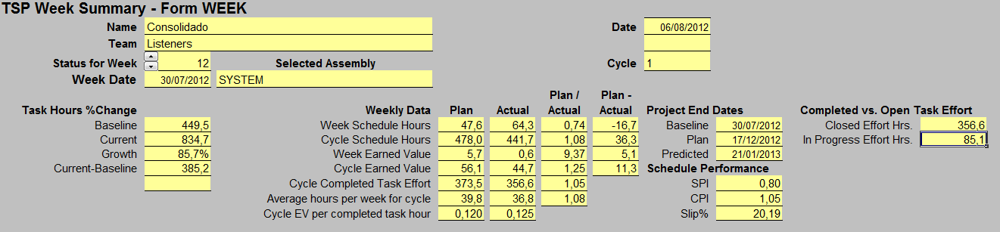 TSP Week Summary - Form WEEK
Name Consolidado Date 06/08/2012
Team Listeners
Status for Week 12 Selected Assembly Cycle 1
Week Date 30/07/2012 SYSTEM
Plan / Plan -
Task Hours %Change Weekly Data Plan Actual Actual Actual Project End Dates Completed vs. Open Task Effort
Baseline 449,5 Week Schedule Hours 47,6 64,3 0,74 -16,7 Baseline 30/07/2012 Closed Effort Hrs. 356,6
Current 834,7 Cycle Schedule Hours 478,0 441,7 1,08 36,3 Plan 17/12/2012 In Progress Effort Hrs. 85,1
Growth 85,7% Week Earned Value 5,7 0,6 9,37 5,1 Predicted 21/01/2013
Current-Baseline 385,2 Cycle Earned Value 56,1 44,7 1,25 11,3 Schedule Performance
Cycle Completed Task Effort 373,5 356,6 1,05 SPI 0,80
Average hours per week for cycle 39,8 36,8 1,08 CPI 1,05
Cycle EV per completed task hour 0,120 0,125 Slip% 20,19